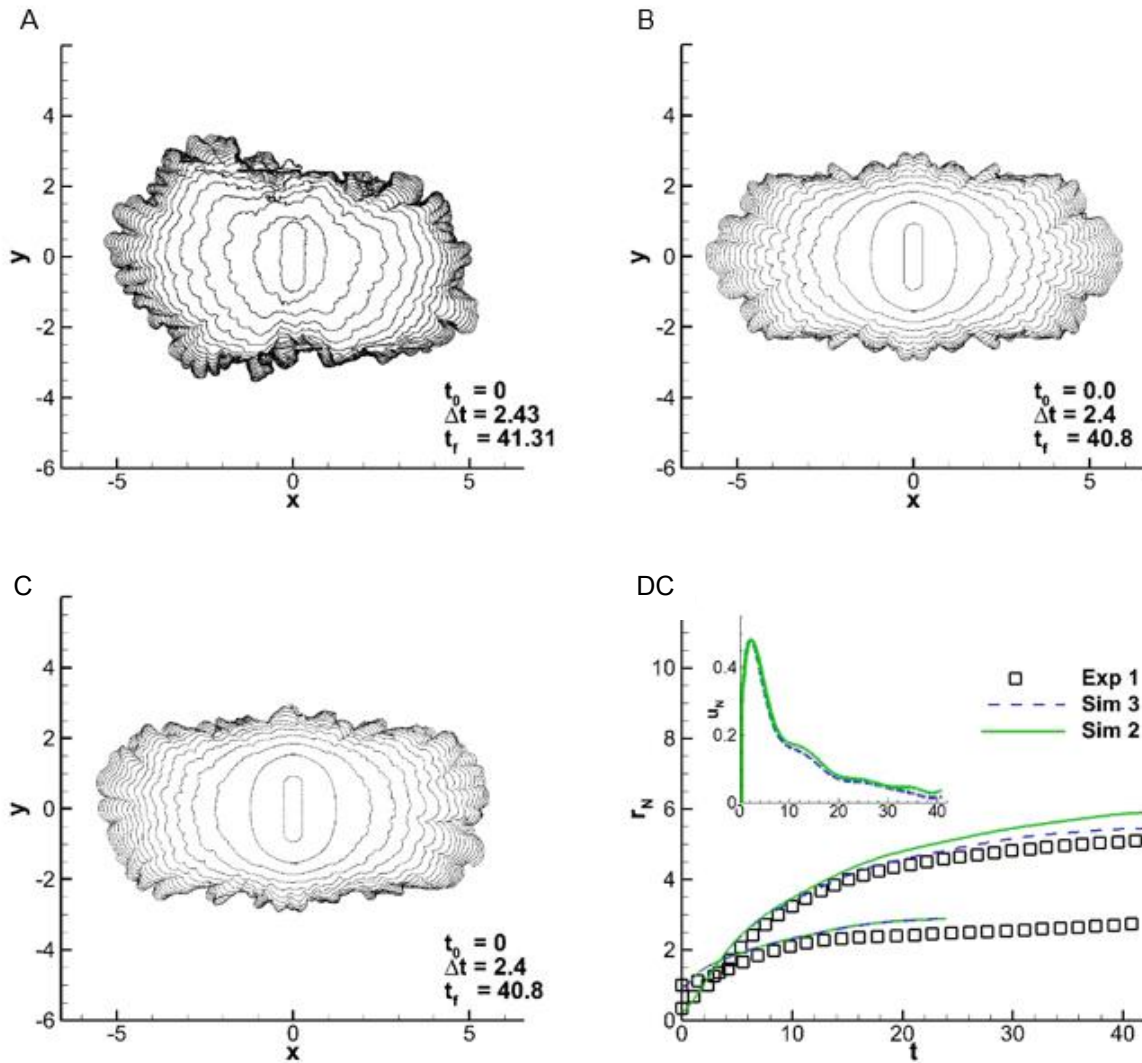 A
4
2
0
-2
-4
-6
y
-5
0
5
x
t₀ = 0
Δt = 2.43
t_f = 41.31
B
4
2
0
-2
-4
-6
y
-5
0
5
x
t₀ = 0.0
Δt = 2.4
t_f = 40.8
C
4
2
0
-2
-4
-6
y
-5
0
5
x
t₀ = 0
Δt = 2.4
t_f = 40.8
DC
10
8
6
4
2
0
r_N
0
10
20
30
40
t
0.4
0.2
0
u_N
10
20
30
40
Exp 1
Sim 3
Sim 2